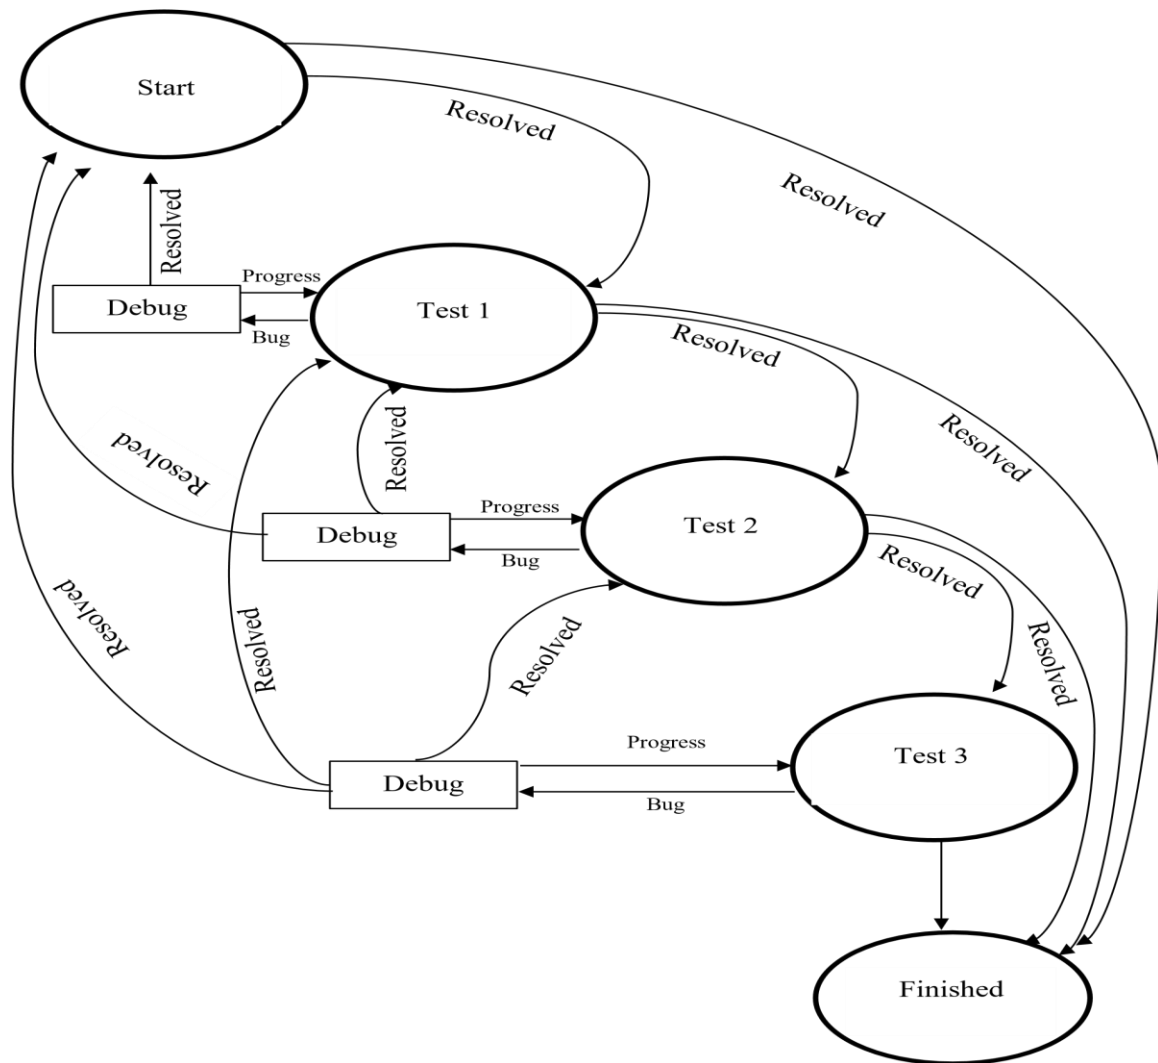 Start
Resolved
Resolved
Resolved
Progress
Debug
Bug
Test 1
Resolved
Resolved
Resolved
Resolved
Progress
Debug
Bug
Test 2
Resolved
Resolved
Resolved
Resolved
Resolved
Progress
Debug
Bug
Test 3
Finished